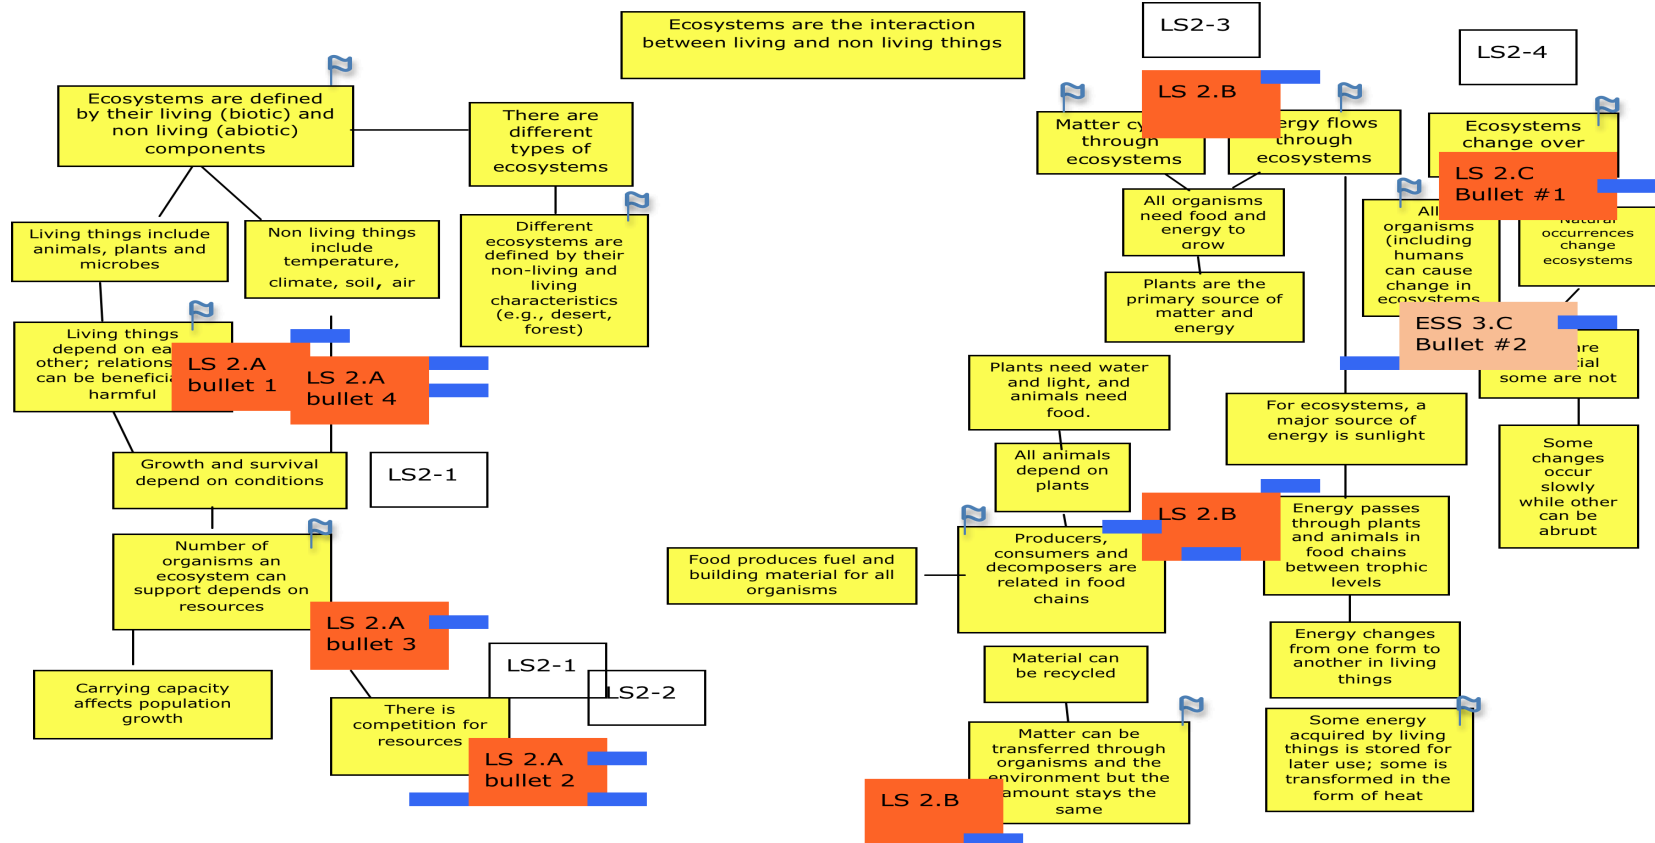 Ecosystems are the interaction
between living and non living things
LS2-3
LS2-4
Ecosystems are defined
by their living (biotic) and
non living (abiotic)
components
There are
different
types of
ecosystems
Living things include
animals, plants and
microbes
Non living things
include
temperature,
climate, soil, air
Different
ecosystems are
defined by their
non-living and
living
characteristics
(e.g., desert,
forest)
Living things
depend on
other;
can be
harmful
LS 2.A
bullet 1
LS 2.A
bullet 4
Growth and survival
depend on conditions
LS2-1
Number of
organisms an
ecosystem can
support depends on
resources
LS 2.A
bullet 3
Carrying capacity
affects population
growth
LS2-1
LS2-2
There is
competition for
resources
LS 2.A
bullet 2
LS 2.B
Matter
through
ecosystems
flows
through
ecosystems
All organisms
need food and
energy to
grow
Plants are the
primary source of
matter and
energy
Plants need water
and light, and
animals need
food.
All animals
depend on
plants
Producers,
consumers and
decomposers are
related in food
chains
Food produces fuel and
building material for all
organisms
LS 2.B
Material can
be recycled
Matter can be
transferred through
organisms and the
environment but the
amount stays the
same
LS 2.B
For ecosystems, a
major source of
energy is sunlight
Energy passes
through plants
and animals in
food chains
between trophic
levels
Energy changes
from one form to
another in living
things
Some energy
acquired by living
things is stored for
later use; some is
transformed in the
form of heat
Ecosystems
change over
LS 2.C
Bullet #1
All
organisms
(including
humans
can cause
change in
ecosystems
Natural
occurrences
change
ecosystems
ESS 3.C
Bullet #2
are
some are not
Some
changes
occur
slowly
while other
can be
abrupt